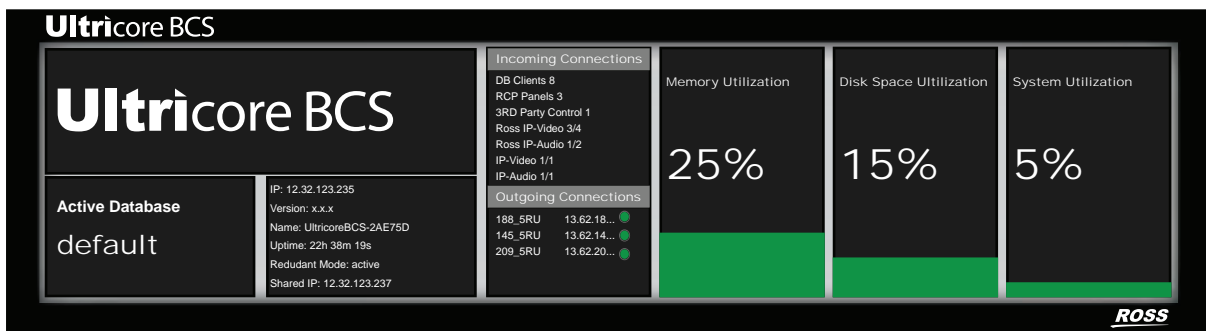 Ultricore BCS
Ultricore BCS
Active Database
default
IP: 12.32.123.235
Version: x.x.x
Name: UltricoreBCS-2AE75D
Uptime: 22h 38m 19s
Redudant Mode: active
Shared IP: 12.32.123.237
Incoming Connections
DB Clients 8
RCP Panels 3
3RD Party Control 1
Ross IP-Video 3/4
Ross IP-Audio 1/2
IP-Video 1/1
IP-Audio 1/1
Outgoing Connections
188_5RU 13.62.18...
145_5RU 13.62.14...
209_5RU 13.62.20...
Memory Utilization
25%
Disk Space Ultilization
15%
System Utilization
5%
ROSS